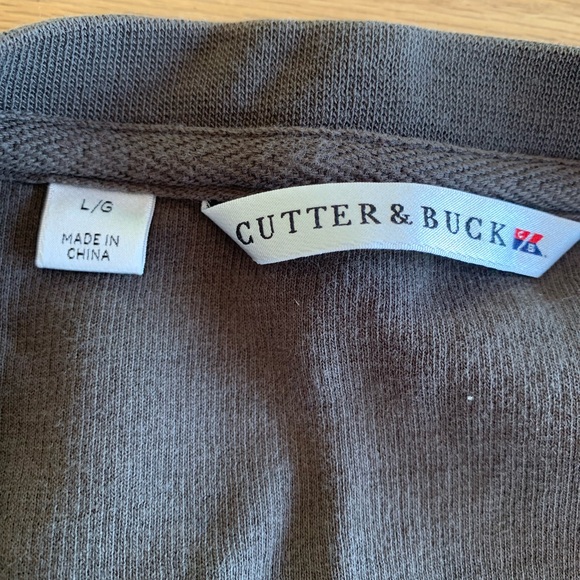 L/G
MADE IN
CHINA
CUTTER & BUCK
C
B